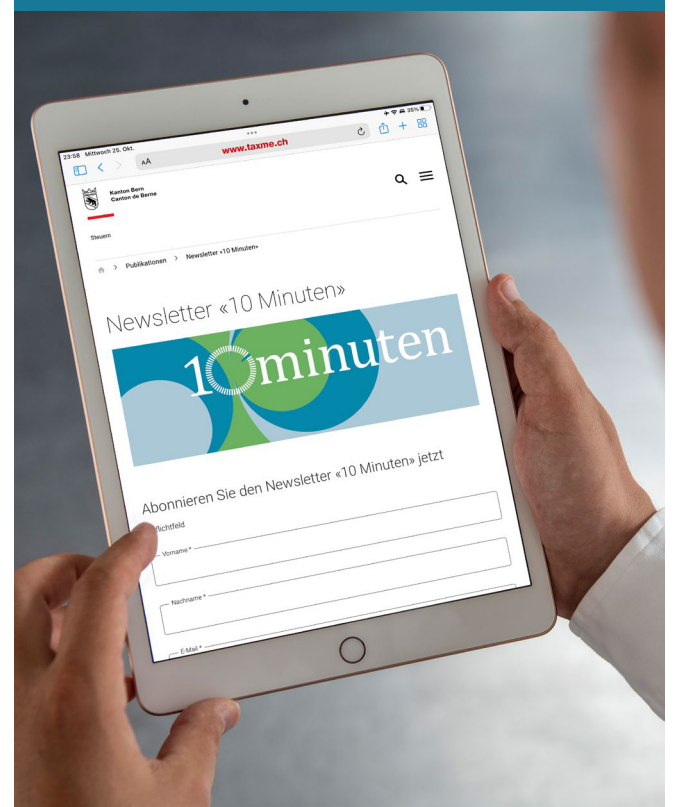 23:58 Mittwoch 25. Okt.
35%
AA
www.taxme.ch
Kanton Bern
Canton de Berne
Steuern
> Publikationen > Newsletter «10 Minuten»
Newsletter «10 Minuten»
10minuten
Abonnieren Sie den Newsletter «10 Minuten» jetzt
flichtfeld
Vorname *
Nachname *
E-Mail *